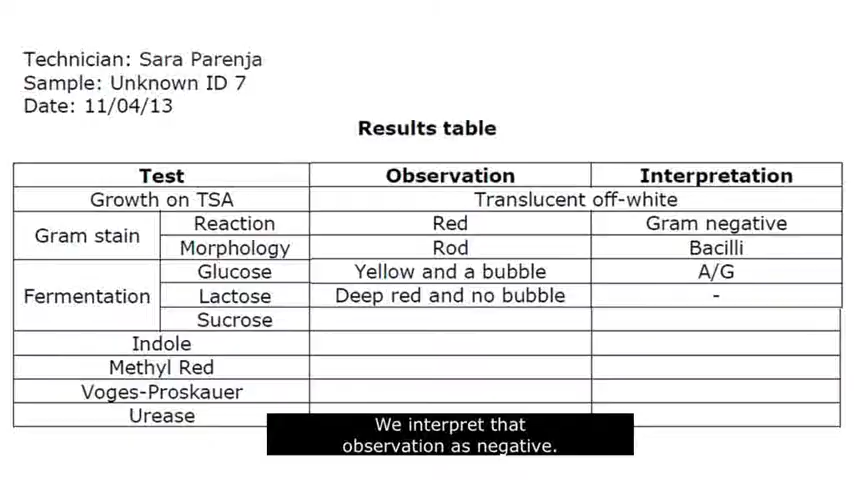 Technician: Sara Parenja
Sample: Unknown ID 7
Date: 11/04/13
Results table
Test Observation Interpretation
Growth on TSA Translucent off-white
Gram stain Reaction Red Gram negative
Morphology Rod Bacilli
Fermentation Glucose Yellow and a bubble A/G
Lactose Deep red and no bubble -
Sucrose
Indole
Methyl Red
Voges-Proskauer
Urease
We interpret that
observation as negative.